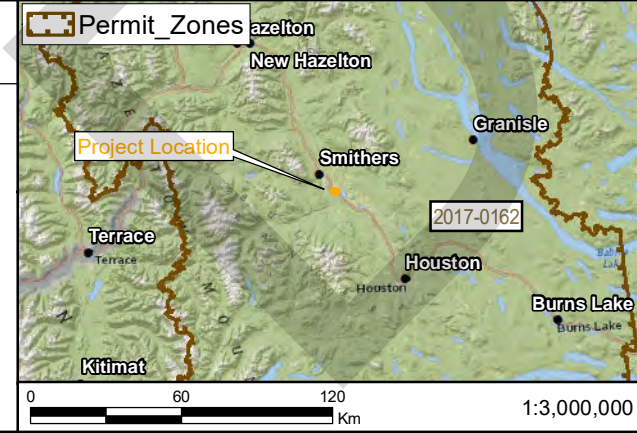 Permit_Zones
azelton
New Hazelton
Granisle
Project Location
Smithers
2017-0162
Terrace
Terrace
Houston
Houston
Burns Lake
Burns Lake
Kitimat
0 60 120
Km
1:3,000,000